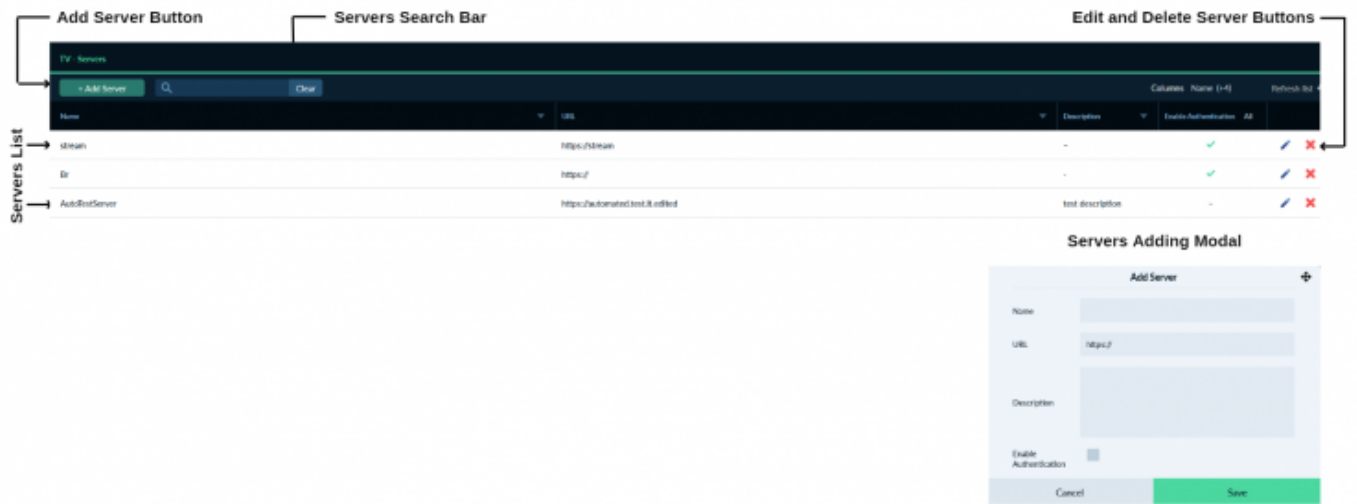 Add Server Button
Servers Search Bar
Edit and Delete Server Buttons
TV - Servers
+ Add Server
Clear
Columns Name (+4)
Refresh list
Name
URL
Description
Enable Authentication All
Servers List
stream https://stream -
Br https:// -
AutoTestServer https://automated.test.it.edited test description -
Servers Adding Modal
Add Server
Name
URL https://
Description
Enable
Authentication
Cancel Save